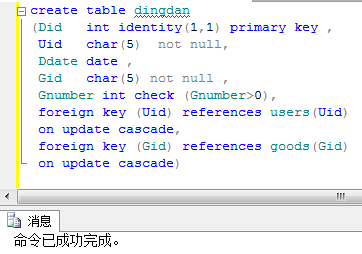 create table dingdan
(Did   int identity(1,1) primary key ,
Uid   char(5)  not null,
Ddate date ,
Gid   char(5) not null ,
Gnumber int check (Gnumber>0),
foreign key (Uid) references users(Uid)
on update cascade,
foreign key (Gid) references goods(Gid)
on update cascade)
消息
命令已成功完成。